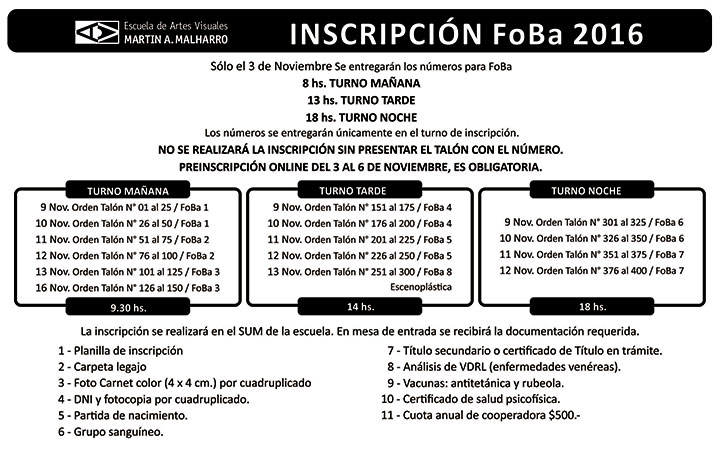 Escuela de Artes Visuales
MARTIN A. MALHARRO
INSCRIPCIÓN FoBa 2016
Sólo el 3 de Noviembre Se entregarán los números para FoBa
8 hs. TURNO MAÑANA
13 hs. TURNO TARDE
18 hs. TURNO NOCHE
Los números se entregarán únicamente en el turno de inscripción.
NO SE REALIZARÁ LA INSCRIPCIÓN SIN PRESENTAR EL TALÓN CON EL NÚMERO.
PREINSCRIPCIÓN ONLINE DEL 3 AL 6 DE NOVIEMBRE, ES OBLIGATORIA.
TURNO MAÑANA
9 Nov. Orden Talón N° 01 al 25 / FoBa 1
10 Nov. Orden Talón N° 26 al 50 / FoBa 1
11 Nov. Orden Talón N° 51 al 75 / FoBa 2
12 Nov. Orden Talón N° 76 al 100 / FoBa 2
13 Nov. Orden Talón N° 101 al 125 / FoBa 3
16 Nov. Orden Talón N° 126 al 150 / FoBa 3
9.30 hs.
TURNO TARDE
9 Nov. Orden Talón N° 151 al 175 / FoBa 4
10 Nov. Orden Talón N° 176 al 200 / FoBa 4
11 Nov. Orden Talón N° 201 al 225 / FoBa 5
12 Nov. Orden Talón N° 226 al 250 / FoBa 5
13 Nov. Orden Talón N° 251 al 300 / FoBa 8
Escenoplástica
14 hs.
TURNO NOCHE
9 Nov. Orden Talón N° 301 al 325 / FoBa 6
10 Nov. Orden Talón N° 326 al 350 / FoBa 6
11 Nov. Orden Talón N° 351 al 375 / FoBa 7
12 Nov. Orden Talón N° 376 al 400 / FoBa 7
18 hs.
La inscripción se realizará en el SUM de la escuela. En mesa de entrada se recibirá la documentación requerida.
1 - Planilla de inscripción
2 - Carpeta legajo
3 - Foto Carnet color (4 x 4 cm.) por cuadruplicado
4 - DNI y fotocopia por cuadruplicado.
5 - Partida de nacimiento.
6 - Grupo sanguíneo.
7 - Título secundario o certificado de Título en trámite.
8 - Análisis de VDRL (enfermedades venéreas).
9 - Vacunas: antitetánica y rubeola.
10 - Certificado de salud psicofísica.
11 - Cuota anual de cooperadora $500.-